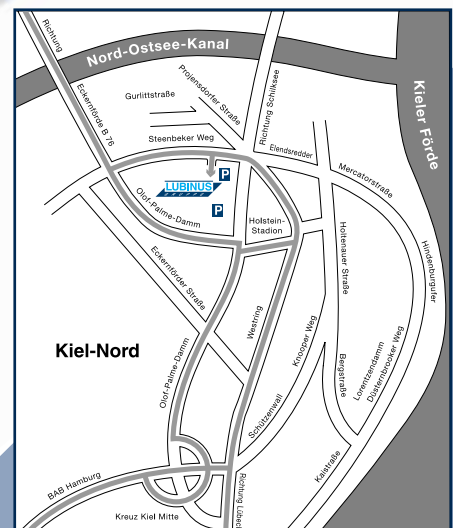 Richtung
Nord-Ostsee-Kanal
Eckernförde B 76
Projensdorfer Straße
Gurlittstraße
Richtung Schilksee
Kieler Förde
Steenbeker Weg
Elendsredder
Mercatorstraße
P
LUBINUS
P
Olof-Palme-Damm
Holstein-
Stadion
Holtenauer Straße
Hindenburgufer
Eckernförder Straße
Westring
Knooper Weg
Kiel-Nord
Olof-Palme-Damm
Bergstraße
Lorentzendamm
Düsternbrooker Weg
Schützenwall
Kaistraße
BAB Hamburg
Kreuz Kiel Mitte
Richtung Lübec